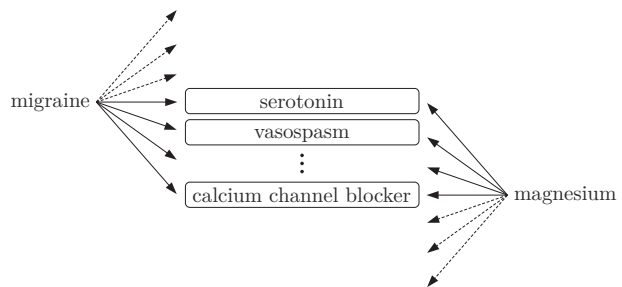 serotonin
migraine
vasospasm
calcium channel blocker
magnesium